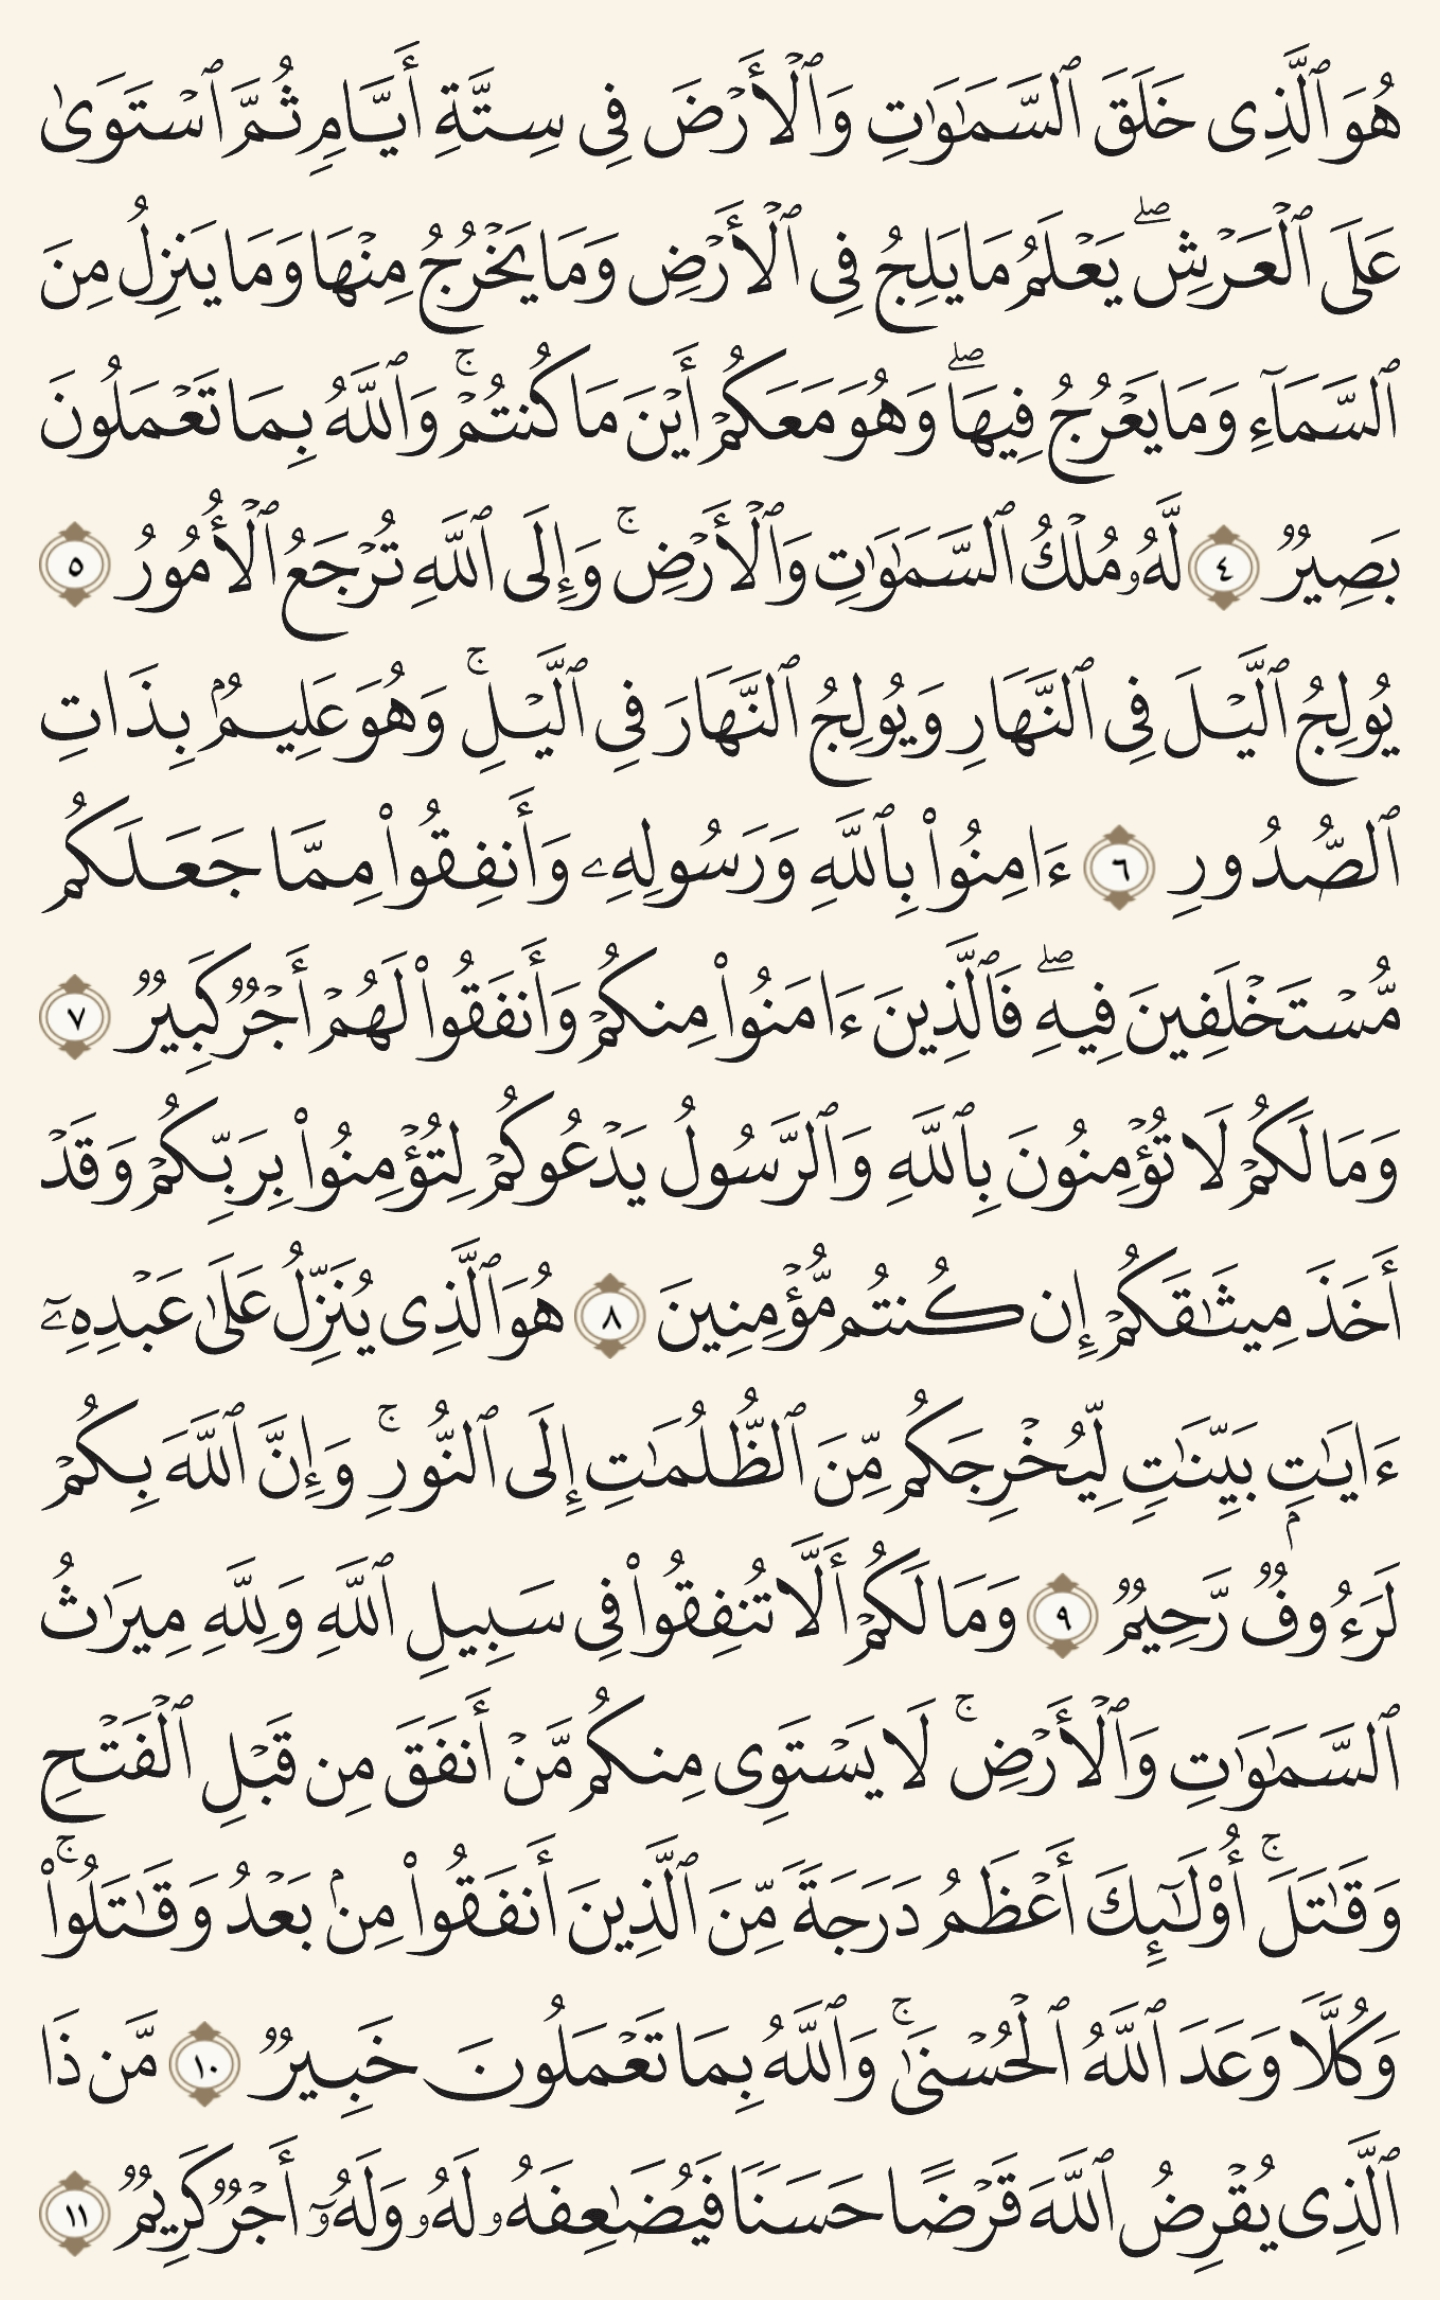 هُوَ ٱلَّذِى خَلَقَ ٱلسَّمَٰوَٰتِ وَٱلْأَرْضَ فِى سِتَّةِ أَيَّامٍ ثُمَّ ٱسْتَوَىٰ
عَلَى ٱلْعَرْشِ ۖ يَعْلَمُ مَا يَلِجُ فِى ٱلْأَرْضِ وَمَا يَخْرُجُ مِنْهَا وَمَا يَنزِلُ مِنَ
ٱلسَّمَآءِ وَمَا يَعْرُجُ فِيهَا ۖ وَهُوَ مَعَكُمْ أَيْنَ مَا كُنتُمْ ۚ وَٱللَّهُ بِمَا تَعْمَلُونَ
بَصِيرٌ ٤ لَّهُۥ مُلْكُ ٱلسَّمَٰوَٰتِ وَٱلْأَرْضِ ۚ وَإِلَى ٱللَّهِ تُرْجَعُ ٱلْأُمُورُ ٥
يُولِجُ ٱلَّيْلَ فِى ٱلنَّهَارِ وَيُولِجُ ٱلنَّهَارَ فِى ٱلَّيْلِ ۚ وَهُوَ عَلِيمٌۢ بِذَاتِ
ٱلصُّدُورِ ٦ ءَامِنُوا۟ بِٱللَّهِ وَرَسُولِهِۦ وَأَنفِقُوا۟ مِمَّا جَعَلَكُم
مُّسْتَخْلَفِينَ فِيهِ ۖ فَٱلَّذِينَ ءَامَنُوا۟ مِنكُمْ وَأَنفَقُوا۟ لَهُمْ أَجْرٌ كَبِيرٌ ٧
وَمَا لَكُمْ لَا تُؤْمِنُونَ بِٱللَّهِ وَٱلرَّسُولُ يَدْعُوكُمْ لِتُؤْمِنُوا۟ بِرَبِّكُمْ وَقَدْ
أَخَذَ مِيثَٰقَكُمْ إِن كُنتُم مُّؤْمِنِينَ ٨ هُوَ ٱلَّذِى يُنَزِّلُ عَلَىٰ عَبْدِهِۦٓ
ءَايَٰتٍۭ بَيِّنَٰتٍ لِّيُخْرِجَكُم مِّنَ ٱلظُّلُمَٰتِ إِلَى ٱلنُّورِ ۚ وَإِنَّ ٱللَّهَ بِكُمْ
لَرَءُوفٌ رَّحِيمٌ ٩ وَمَا لَكُمْ أَلَّا تُنفِقُوا۟ فِى سَبِيلِ ٱللَّهِ وَلِلَّهِ مِيرَٰثُ
ٱلسَّمَٰوَٰتِ وَٱلْأَرْضِ ۚ لَا يَسْتَوِى مِنكُم مَّنْ أَنفَقَ مِن قَبْلِ ٱلْفَتْحِ
وَقَٰتَلَ ۚ أُو۟لَٰٓئِكَ أَعْظَمُ دَرَجَةً مِّنَ ٱلَّذِينَ أَنفَقُوا۟ مِنۢ بَعْدُ وَقَٰتَلُوا۟ ۚ
وَكُلًّا وَعَدَ ٱللَّهُ ٱلْحُسْنَىٰ ۚ وَٱللَّهُ بِمَا تَعْمَلُونَ خَبِيرٌ ١٠ مَّن ذَا
ٱلَّذِى يُقْرِضُ ٱللَّهَ قَرْضًا حَسَنًا فَيُضَٰعِفَهُۥ لَهُۥ وَلَهُۥٓ أَجْرٌ كَرِيمٌ ١١